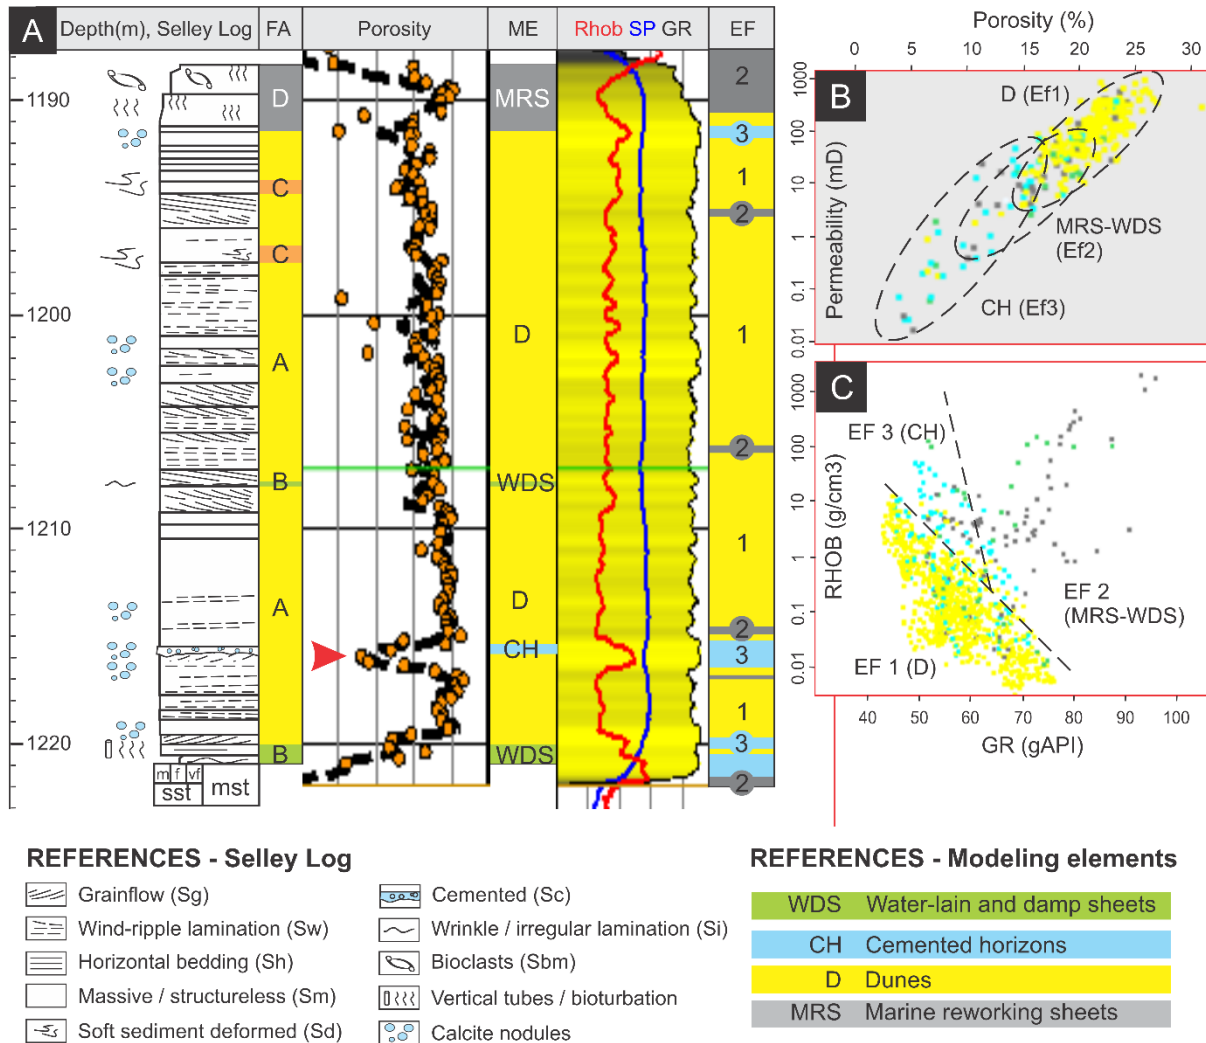 A
Depth(m), Selley Log FA Porosity ME Rhob SP GR EF
1190
1200
1210
1220
D
C
C
A
B
A
B
MRS
D
WDS
D
CH
WDS
2
3
1
2
1
2
1
2
3
1
3
2
m f vf
sst mst
Porosity (%)
0 5 10 15 20 25 30
B
Permeability (mD)
1000
100
10
1
0.1
0.01
D (Ef1)
MRS-WDS
(Ef2)
CH (Ef3)
C
RHOB (g/cm3)
1000
100
10
1
0.1
0.01
EF 3 (CH)
EF 2
(MRS-WDS)
EF 1 (D)
40 50 60 70 80 90 100
GR (gAPI)
REFERENCES - Selley Log
Grainflow (Sg)
Wind-ripple lamination (Sw)
Horizontal bedding (Sh)
Massive / structureless (Sm)
Soft sediment deformed (Sd)
Cemented (Sc)
Wrinkle / irregular lamination (Si)
Bioclasts (Sbm)
Vertical tubes / bioturbation
Calcite nodules
REFERENCES - Modeling elements
WDS Water-lain and damp sheets
CH Cemented horizons
D Dunes
MRS Marine reworking sheets